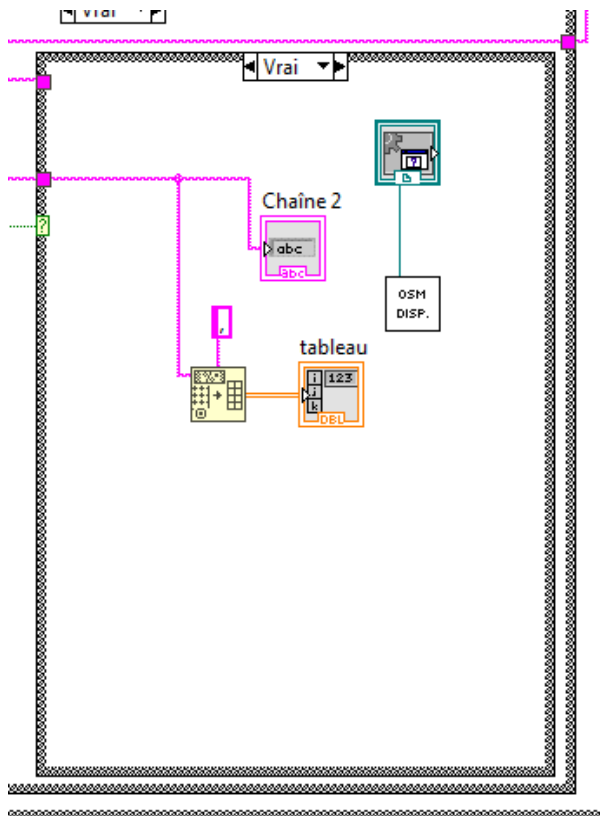 Vrai
Vrai
?
?
Chaîne 2
abc
abc
OSM
DISP.
,
tableau
i
123
j
k
DBL